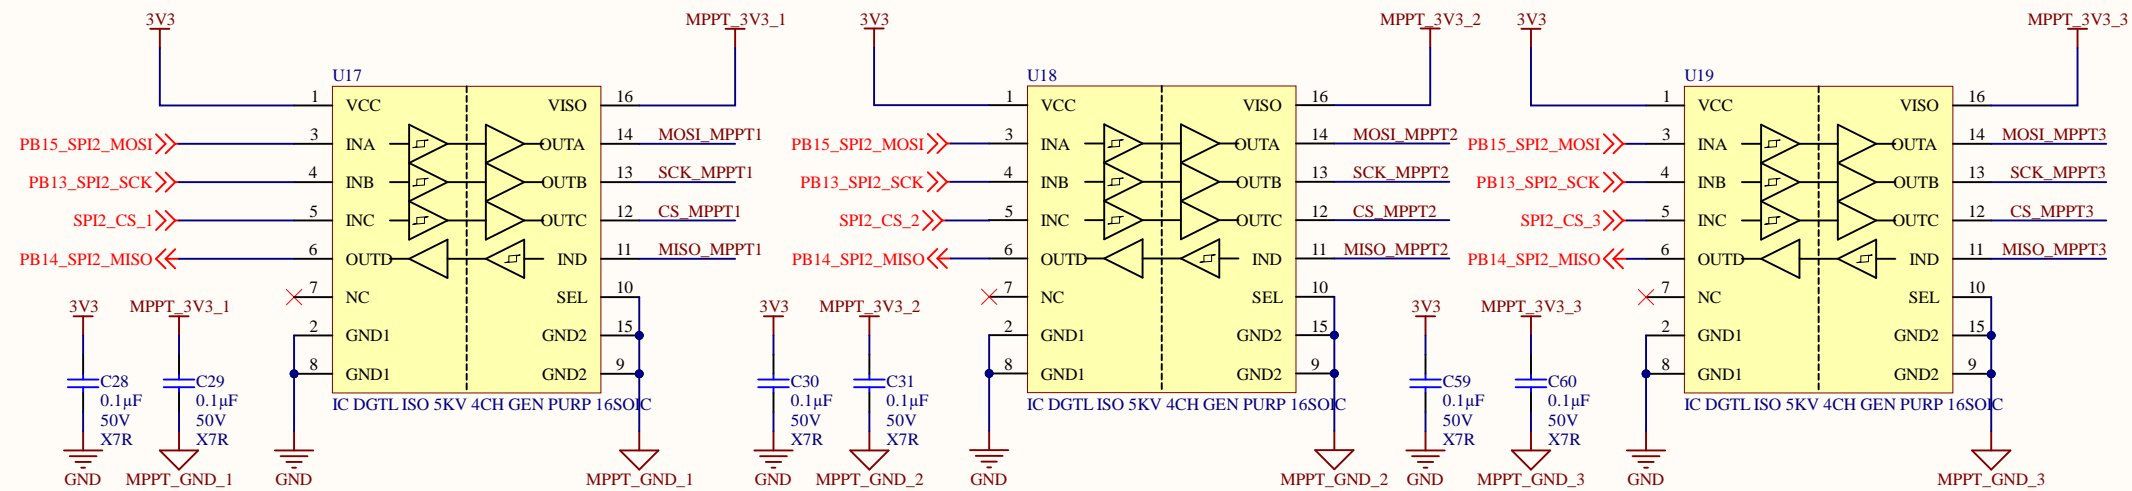 3V3
MPPT_3V3_1
U17
1 VCC VISO 16
PB15_SPI2_MOSI 3 INA OUTA 14 MOSI_MPPT1
PB13_SPI2_SCK 4 INB OUTB 13 SCK_MPPT1
SPI2_CS_1 5 INC OUTC 12 CS_MPPT1
PB14_SPI2_MISO 6 OUTD IND 11 MISO_MPPT1
7 NC SEL 10
2 GND1 GND2 15
8 GND1 GND2 9
IC DGTL ISO 5KV 4CH GEN PURP 16SOIC
3V3
C28
0.1µF
50V
X7R
GND
MPPT_3V3_1
C29
0.1µF
50V
X7R
MPPT_GND_1
GND
MPPT_GND_1
3V3
MPPT_3V3_2
U18
1 VCC VISO 16
PB15_SPI2_MOSI 3 INA OUTA 14 MOSI_MPPT2
PB13_SPI2_SCK 4 INB OUTB 13 SCK_MPPT2
SPI2_CS_2 5 INC OUTC 12 CS_MPPT2
PB14_SPI2_MISO 6 OUTD IND 11 MISO_MPPT2
7 NC SEL 10
2 GND1 GND2 15
8 GND1 GND2 9
IC DGTL ISO 5KV 4CH GEN PURP 16SOIC
3V3
C30
0.1µF
50V
X7R
GND
MPPT_3V3_2
C31
0.1µF
50V
X7R
MPPT_GND_2
GND
MPPT_GND_2
3V3
MPPT_3V3_3
U19
1 VCC VISO 16
PB15_SPI2_MOSI 3 INA OUTA 14 MOSI_MPPT3
PB13_SPI2_SCK 4 INB OUTB 13 SCK_MPPT3
SPI2_CS_3 5 INC OUTC 12 CS_MPPT3
PB14_SPI2_MISO 6 OUTD IND 11 MISO_MPPT3
7 NC SEL 10
2 GND1 GND2 15
8 GND1 GND2 9
IC DGTL ISO 5KV 4CH GEN PURP 16SOIC
3V3
C59
0.1µF
50V
X7R
GND
MPPT_3V3_3
C60
0.1µF
50V
X7R
MPPT_GND_3
GND
MPPT_GND_3